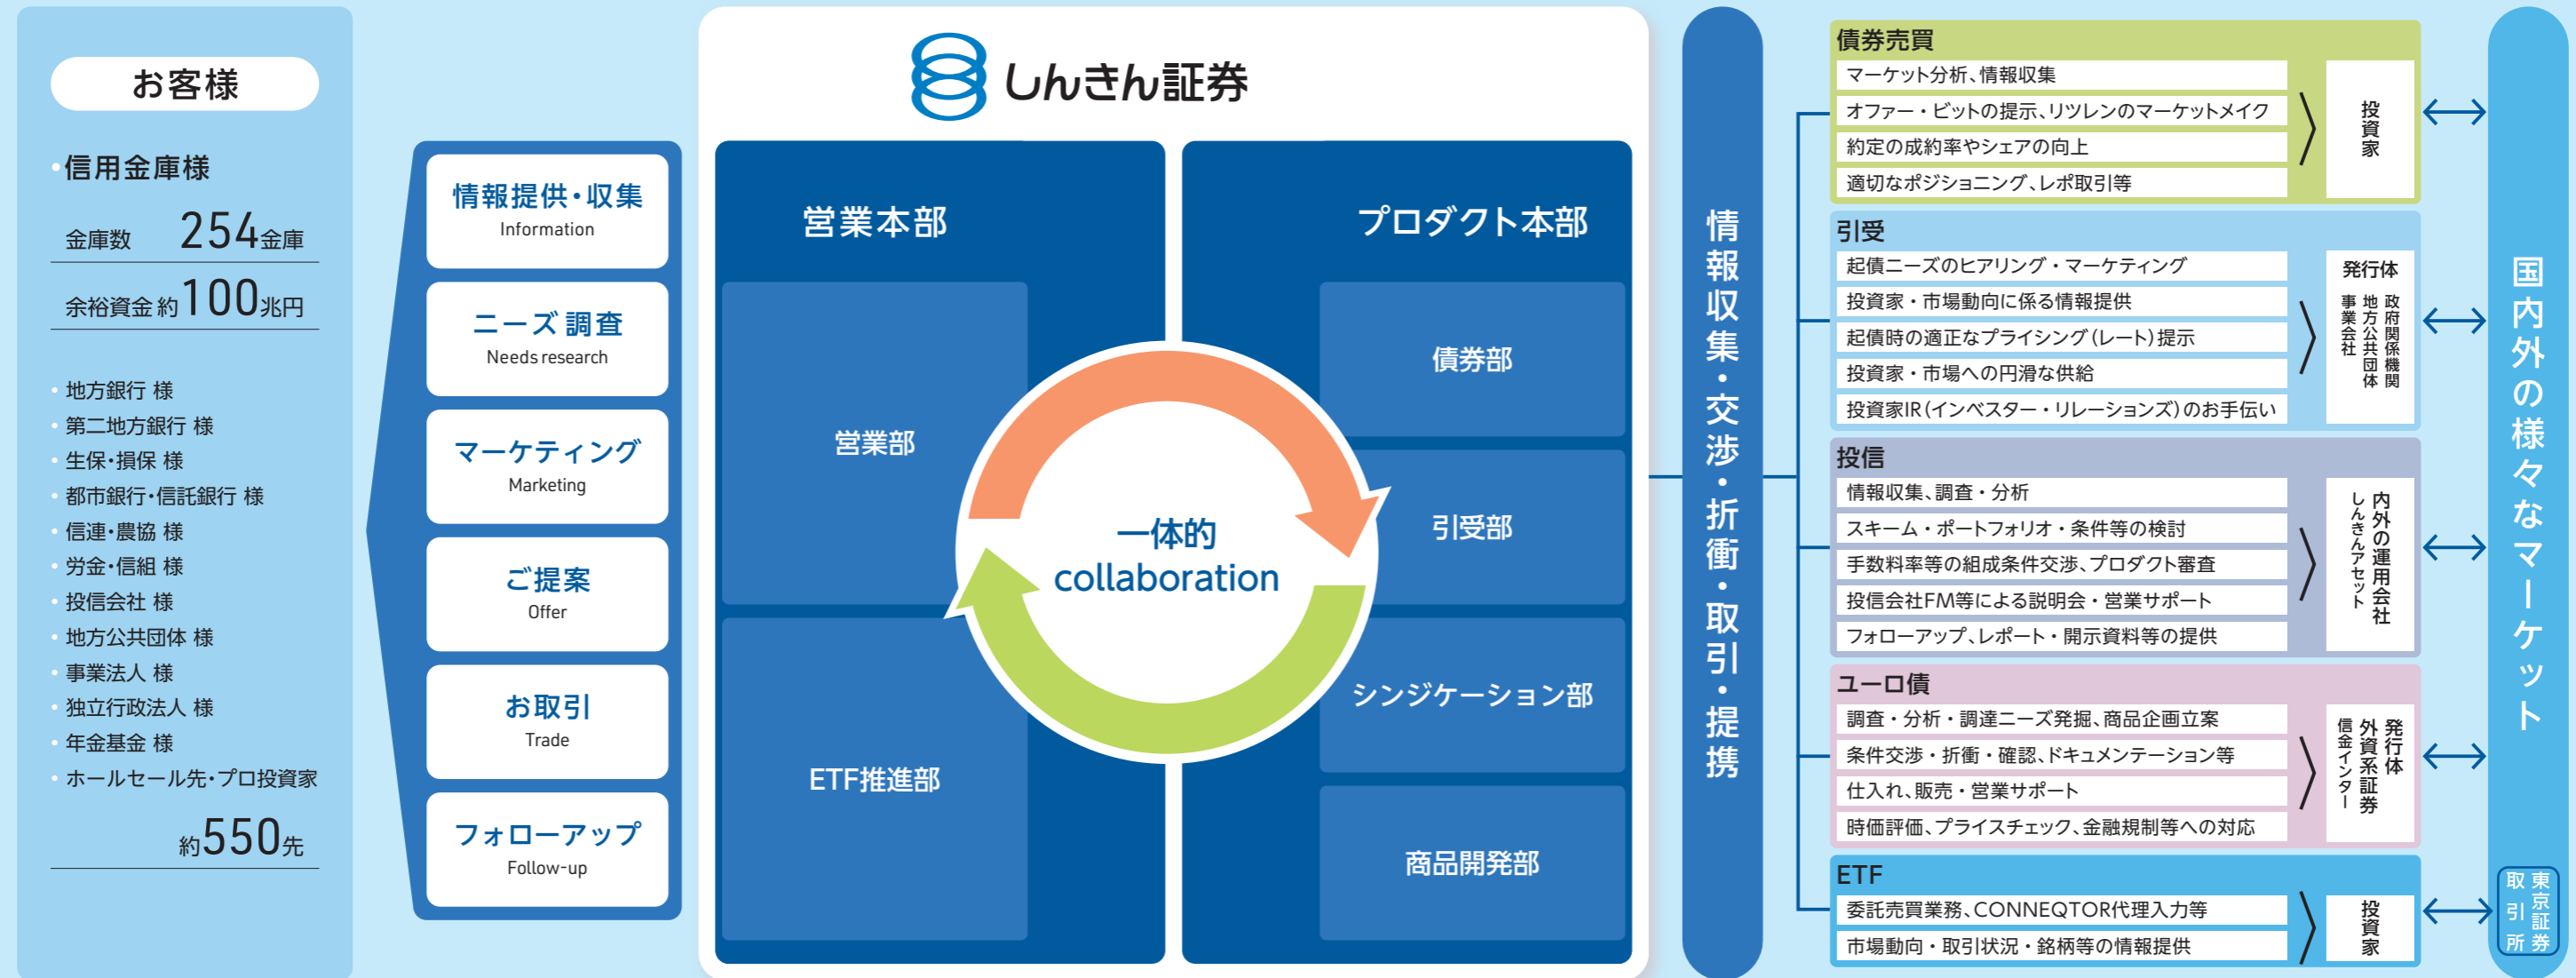 お客様
•信用金庫様
金庫数 254金庫
余裕資金 約100兆円
• 地方銀行 様
• 第二地方銀行 様
• 生保・損保 様
• 都市銀行・信託銀行 様
• 信連・農協 様
• 労金・信組 様
• 投信会社 様
• 地方公共団体 様
• 事業法人 様
• 独立行政法人 様
• 年金基金 様
• ホールセール先・プロ投資家
約550先
情報提供・収集
Information
ニーズ調査
Needs research
マーケティング
Marketing
ご提案
Offer
お取引
Trade
フォローアップ
Follow-up
しんきん証券
営業本部
営業部
ETF推進部
一体的
collaboration
プロダクト本部
債券部
引受部
シンジケーション部
商品開発部
情報収集・交渉・折衝・取引・提携
債券売買
マーケット分析、情報収集
オファー・ビットの提示、リツレンのマーケットメイク
約定の成約率やシェアの向上
適切なポジショニング、レポ取引等
投資家
引受
起債ニーズのヒアリング・マーケティング
投資家・市場動向に係る情報提供
起債時の適正なプライシング（レート）提示
投資家・市場への円滑な供給
投資家IR（インベスター・リレーションズ）のお手伝い
発行体
政府関係機関
地方公共団体
事業会社
投信
情報収集、調査・分析
スキーム・ポートフォリオ・条件等の検討
手数料率等の組成条件交渉、プロダクト審査
投信会社FM等による説明会・営業サポート
フォローアップ、レポート・開示資料等の提供
内外の運用会社
しんきんアセット
ユーロ債
調査・分析・調達ニーズ発掘、商品企画立案
条件交渉・折衝・確認、ドキュメンテーション等
仕入れ、販売・営業サポート
時価評価、プライスチェック、金融規制等への対応
発行体
外資系証券
信金インター
ETF
委託売買業務、CONNEQTOR代理入力等
市場動向・取引状況・銘柄等の情報提供
投資家
国内外の様々なマーケット
東京証券
取引所